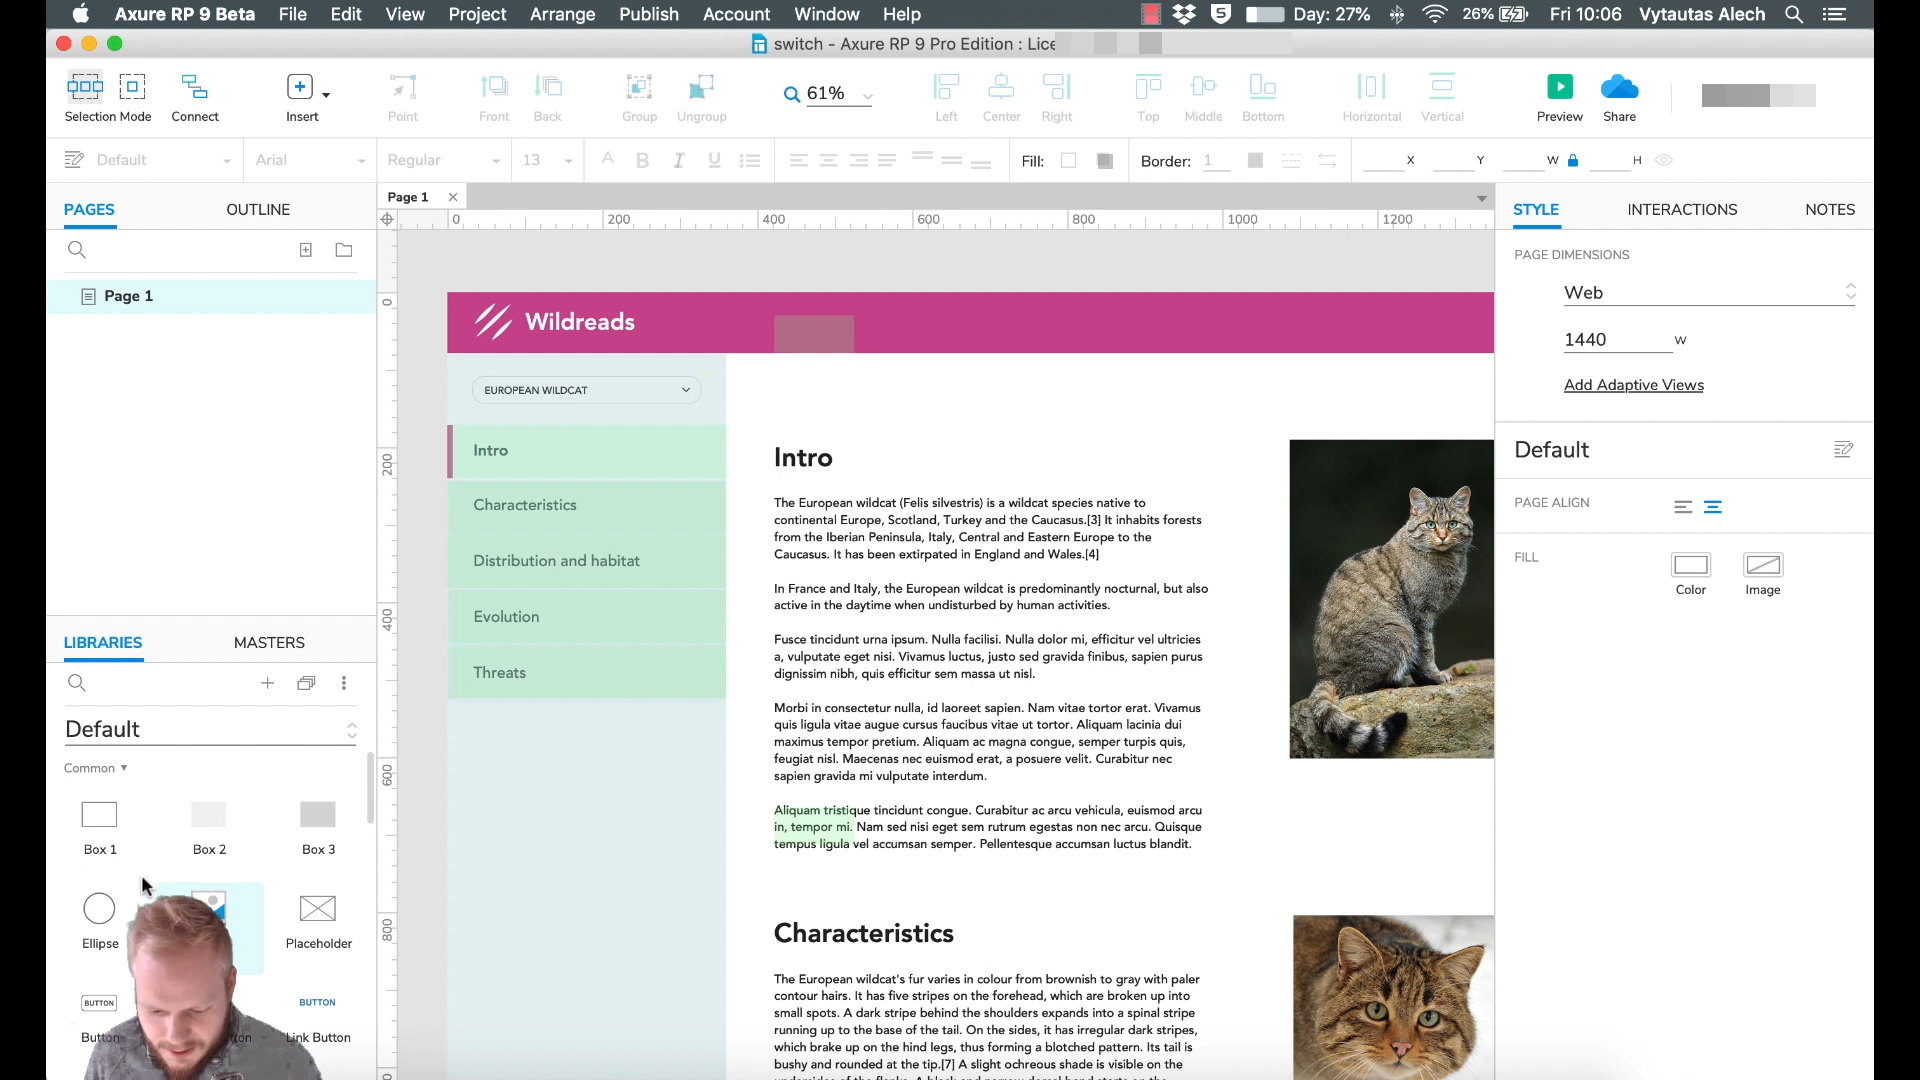 Axure RP 9 Beta File Edit View Project Arrange Publish Account Window Help
Day: 27% 26% Fri 10:06 Vytautas Alech
switch - Axure RP 9 Pro Edition : Lice
Selection Mode Connect Insert Point Front Back Group Ungroup 61% Left Center Right Top Middle Bottom Horizontal Vertical Preview Share
Default Arial Regular 13 A B I U Fill: Border: 1 X Y W H
PAGES OUTLINE
Page 1
Page 1
0 200 400 600 800 1000 1200
0
200
400
600
800
LIBRARIES MASTERS
Default
Common
Box 1 Box 2 Box 3
Ellipse Placeholder
BUTTON BUTTON
Button Link Button
Wildreads
EUROPEAN WILDCAT
Intro
Characteristics
Distribution and habitat
Evolution
Threats
Intro
The European wildcat (Felis silvestris) is a wildcat species native to
continental Europe, Scotland, Turkey and the Caucasus.[3] It inhabits forests
from the Iberian Peninsula, Italy, Central and Eastern Europe to the
Caucasus. It has been extirpated in England and Wales.[4]
In France and Italy, the European wildcat is predominantly nocturnal, but also
active in the daytime when undisturbed by human activities.
Fusce tincidunt urna ipsum. Nulla facilisi. Nulla dolor mi, efficitur vel ultricies
a, vulputate eget nisi. Vivamus luctus, justo sed gravida finibus, sapien purus
dignissim nibh, quis efficitur sem massa ut nisl.
Morbi in consectetur nulla, id laoreet sapien. Nam vitae tortor erat. Vivamus
quis ligula vitae augue cursus faucibus vitae ut tortor. Aliquam lacinia dui
maximus tempor pretium. Aliquam ac magna congue, semper turpis quis,
feugiat nisl. Maecenas nec euismod erat, a posuere velit. Curabitur nec
sapien gravida mi vulputate interdum.
Aliquam tristique tincidunt congue. Curabitur ac arcu vehicula, euismod arcu
in, tempor mi. Nam sed nisi eget sem rutrum egestas non nec arcu. Quisque
tempus ligula vel accumsan semper. Pellentesque accumsan luctus blandit.
Characteristics
The European wildcat's fur varies in colour from brownish to gray with paler
contour hairs. It has five stripes on the forehead, which are broken up into
small spots. A dark stripe behind the shoulders expands into a spinal stripe
running up to the base of the tail. On the sides, it has irregular dark stripes,
which brake up on the hind legs, thus forming a blotched pattern. Its tail is
bushy and rounded at the tip.[7] A slight ochreous shade is visible on the
STYLE INTERACTIONS NOTES
PAGE DIMENSIONS
Web
1440 W
Add Adaptive Views
Default
PAGE ALIGN
FILL
Color Image